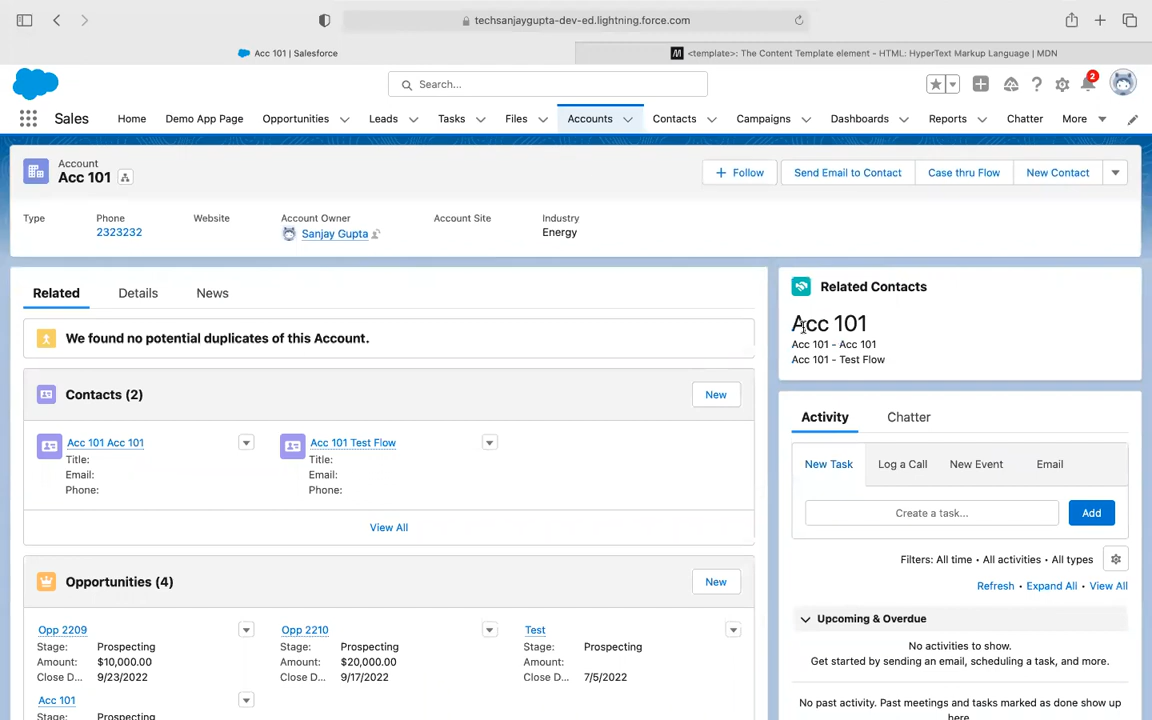 techsanjaygupta-dev-ed.lightning.force.com
Acc 101 | Salesforce
<template>: The Content Template element - HTML: HyperText Markup Language | MDN
Search...
2
Sales
Home
Demo App Page
Opportunities
Leads
Tasks
Files
Accounts
Contacts
Campaigns
Dashboards
Reports
Chatter
More
Account
Acc 101
Follow
Send Email to Contact
Case thru Flow
New Contact
Type
Phone
Website
Account Owner
Account Site
Industry
2323232
Sanjay Gupta
Energy
Related
Details
News
We found no potential duplicates of this Account.
Contacts (2)
New
Acc 101 Acc 101
Title:
Email:
Phone:
Acc 101 Test Flow
Title:
Email:
Phone:
View All
Opportunities (4)
New
Opp 2209
Stage: Prospecting
Amount: $10,000.00
Close D... 9/23/2022
Opp 2210
Stage: Prospecting
Amount: $20,000.00
Close D... 9/17/2022
Test
Stage: Prospecting
Amount:
Close D... 7/5/2022
Acc 101
Stage: Prospecting
Related Contacts
Acc 101
Acc 101 - Acc 101
Acc 101 - Test Flow
Activity
Chatter
New Task
Log a Call
New Event
Email
Create a task...
Add
Filters: All time • All activities • All types
Refresh • Expand All • View All
Upcoming & Overdue
No activities to show.
Get started by sending an email, scheduling a task, and more.
No past activity. Past meetings and tasks marked as done show up
here.